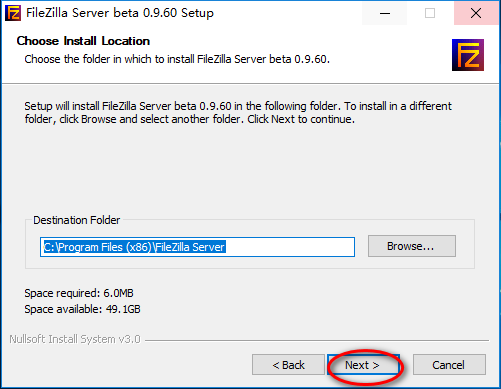 FileZilla Server beta 0.9.60 Setup
Choose Install Location
Choose the folder in which to install FileZilla Server beta 0.9.60.
Setup will install FileZilla Server beta 0.9.60 in the following folder. To install in a different
folder, click Browse and select another folder. Click Next to continue.
Destination Folder
C:\Program Files (x86)\FileZilla Server
Browse...
Space required: 6.0MB
Space available: 49.1GB
Nullsoft Install System v3.0
< Back
Next >
Cancel